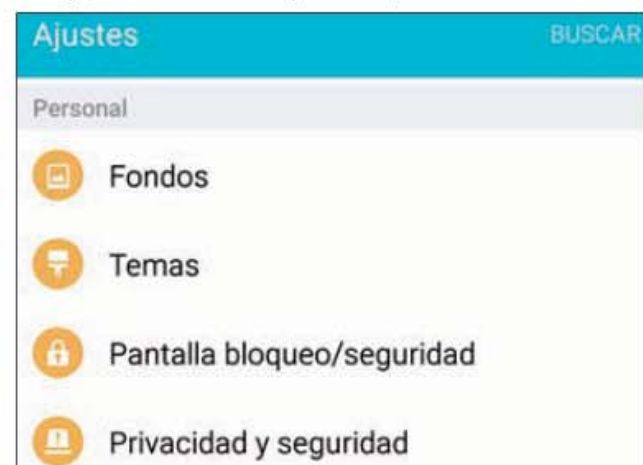 Ajustes BUSCAR
Personal
Fondos
Temas
Pantalla bloqueo/seguridad
Privacidad y seguridad